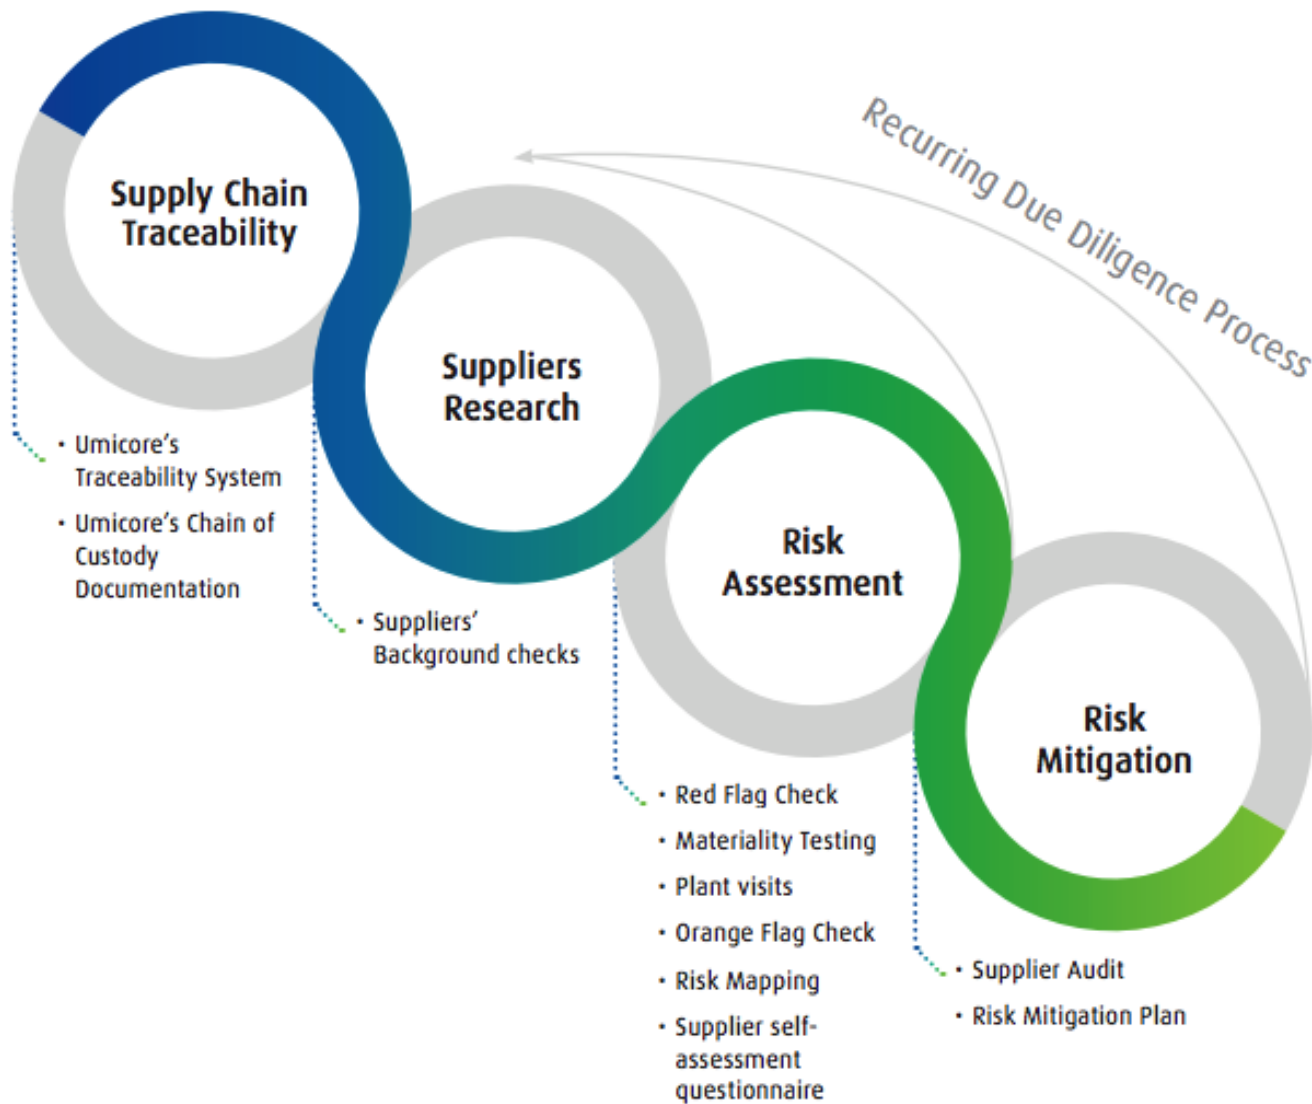 Supply Chain
Traceability
Recurring Due Diligence Process
Suppliers
Research
• Umicore’s
Traceability System
• Umicore’s Chain of
Custody
Documentation
Risk
Assessment
• Suppliers’
Background checks
Risk
Mitigation
• Red Flag Check
• Materiality Testing
• Plant visits
• Orange Flag Check
• Risk Mapping
• Supplier self-
assessment
questionnaire
• Supplier Audit
• Risk Mitigation Plan